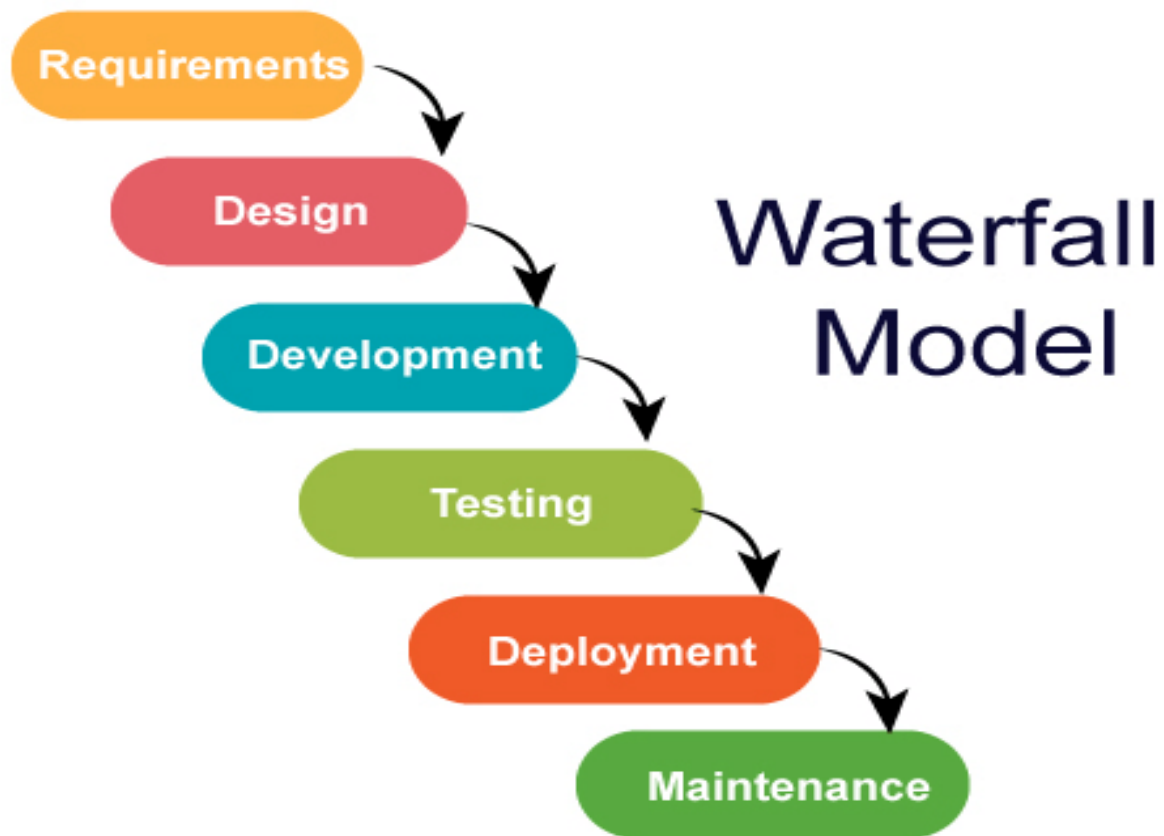 Requirements
Design
Waterfall
Model
Development
Testing
Deployment
Maintenance